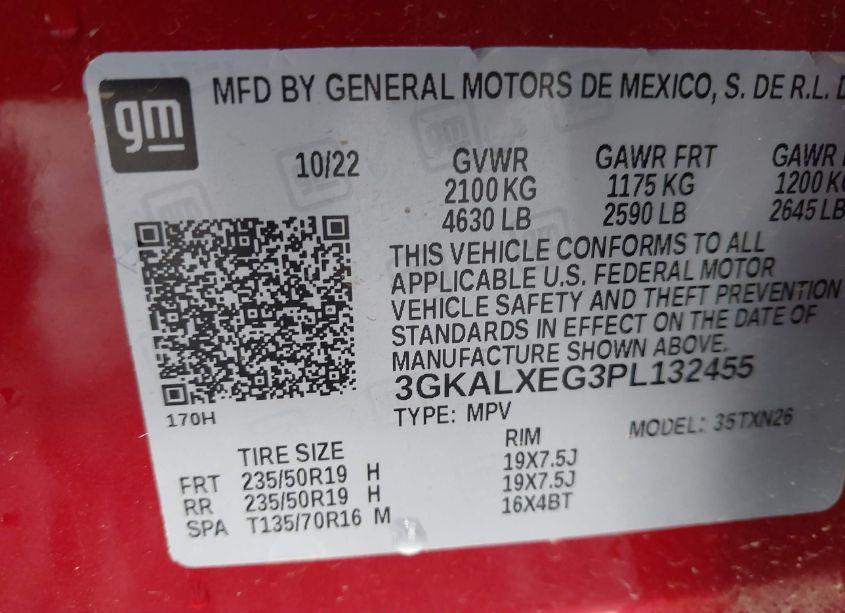 gm
MFD BY GENERAL MOTORS DE MEXICO, S. DE R.L. D
10/22
GVWR GAWR FRT GAWR
2100 KG 1175 KG 1200 KG
4630 LB 2590 LB 2645 LB
THIS VEHICLE CONFORMS TO ALL
APPLICABLE U.S. FEDERAL MOTOR
VEHICLE SAFETY AND THEFT PREVENTION
STANDARDS IN EFFECT ON THE DATE OF
MANUFACTURE SHOWN ABOVE.
3GKALXEG3PL132455
170H
TYPE: MPV MODEL: 35TXN26
TIRE SIZE RIM
FRT 235/50R19 H 19X7.5J
RR 235/50R19 H 19X7.5J
SPA T135/70R16 M 16X4BT